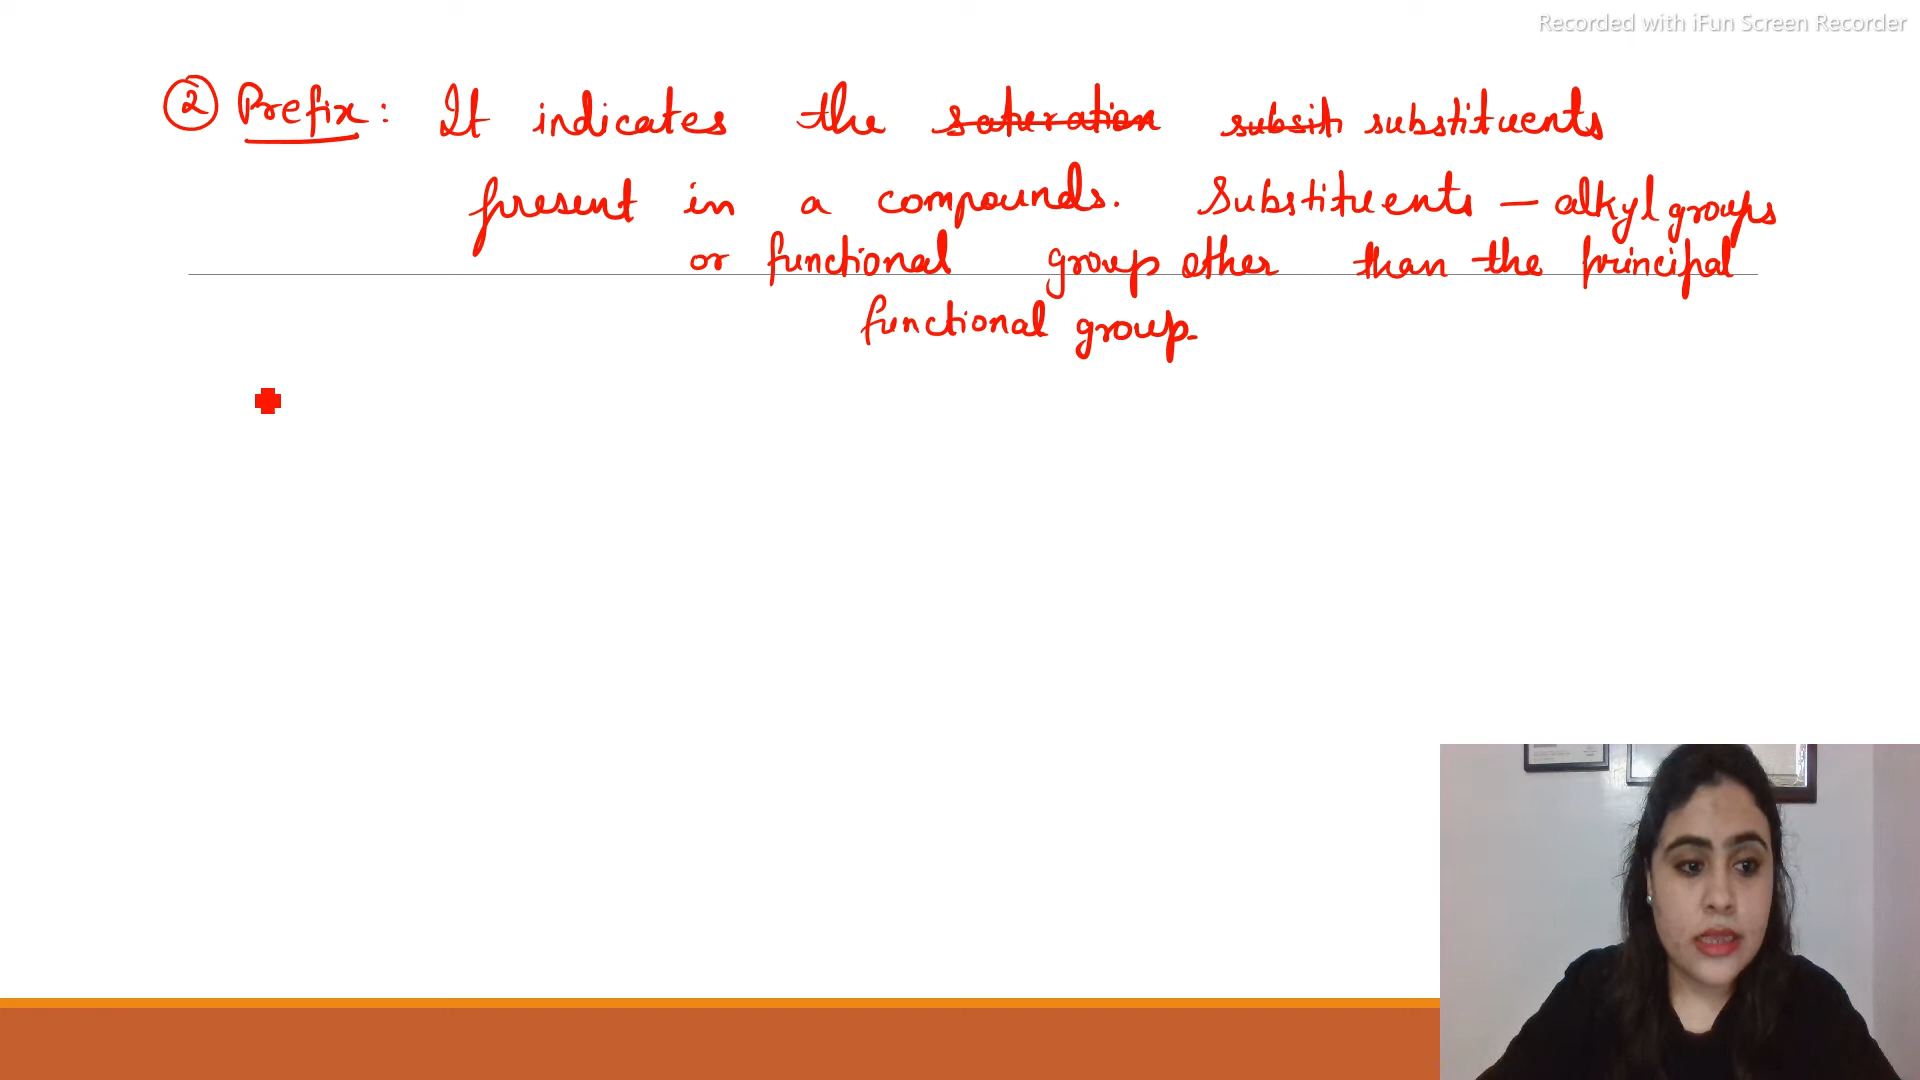 Recorded with iFun Screen Recorder
② Prefix: It indicates the saturation subsit substituents
present in a compounds. Substituents — alkyl groups
or functional group other than the principal
functional group.